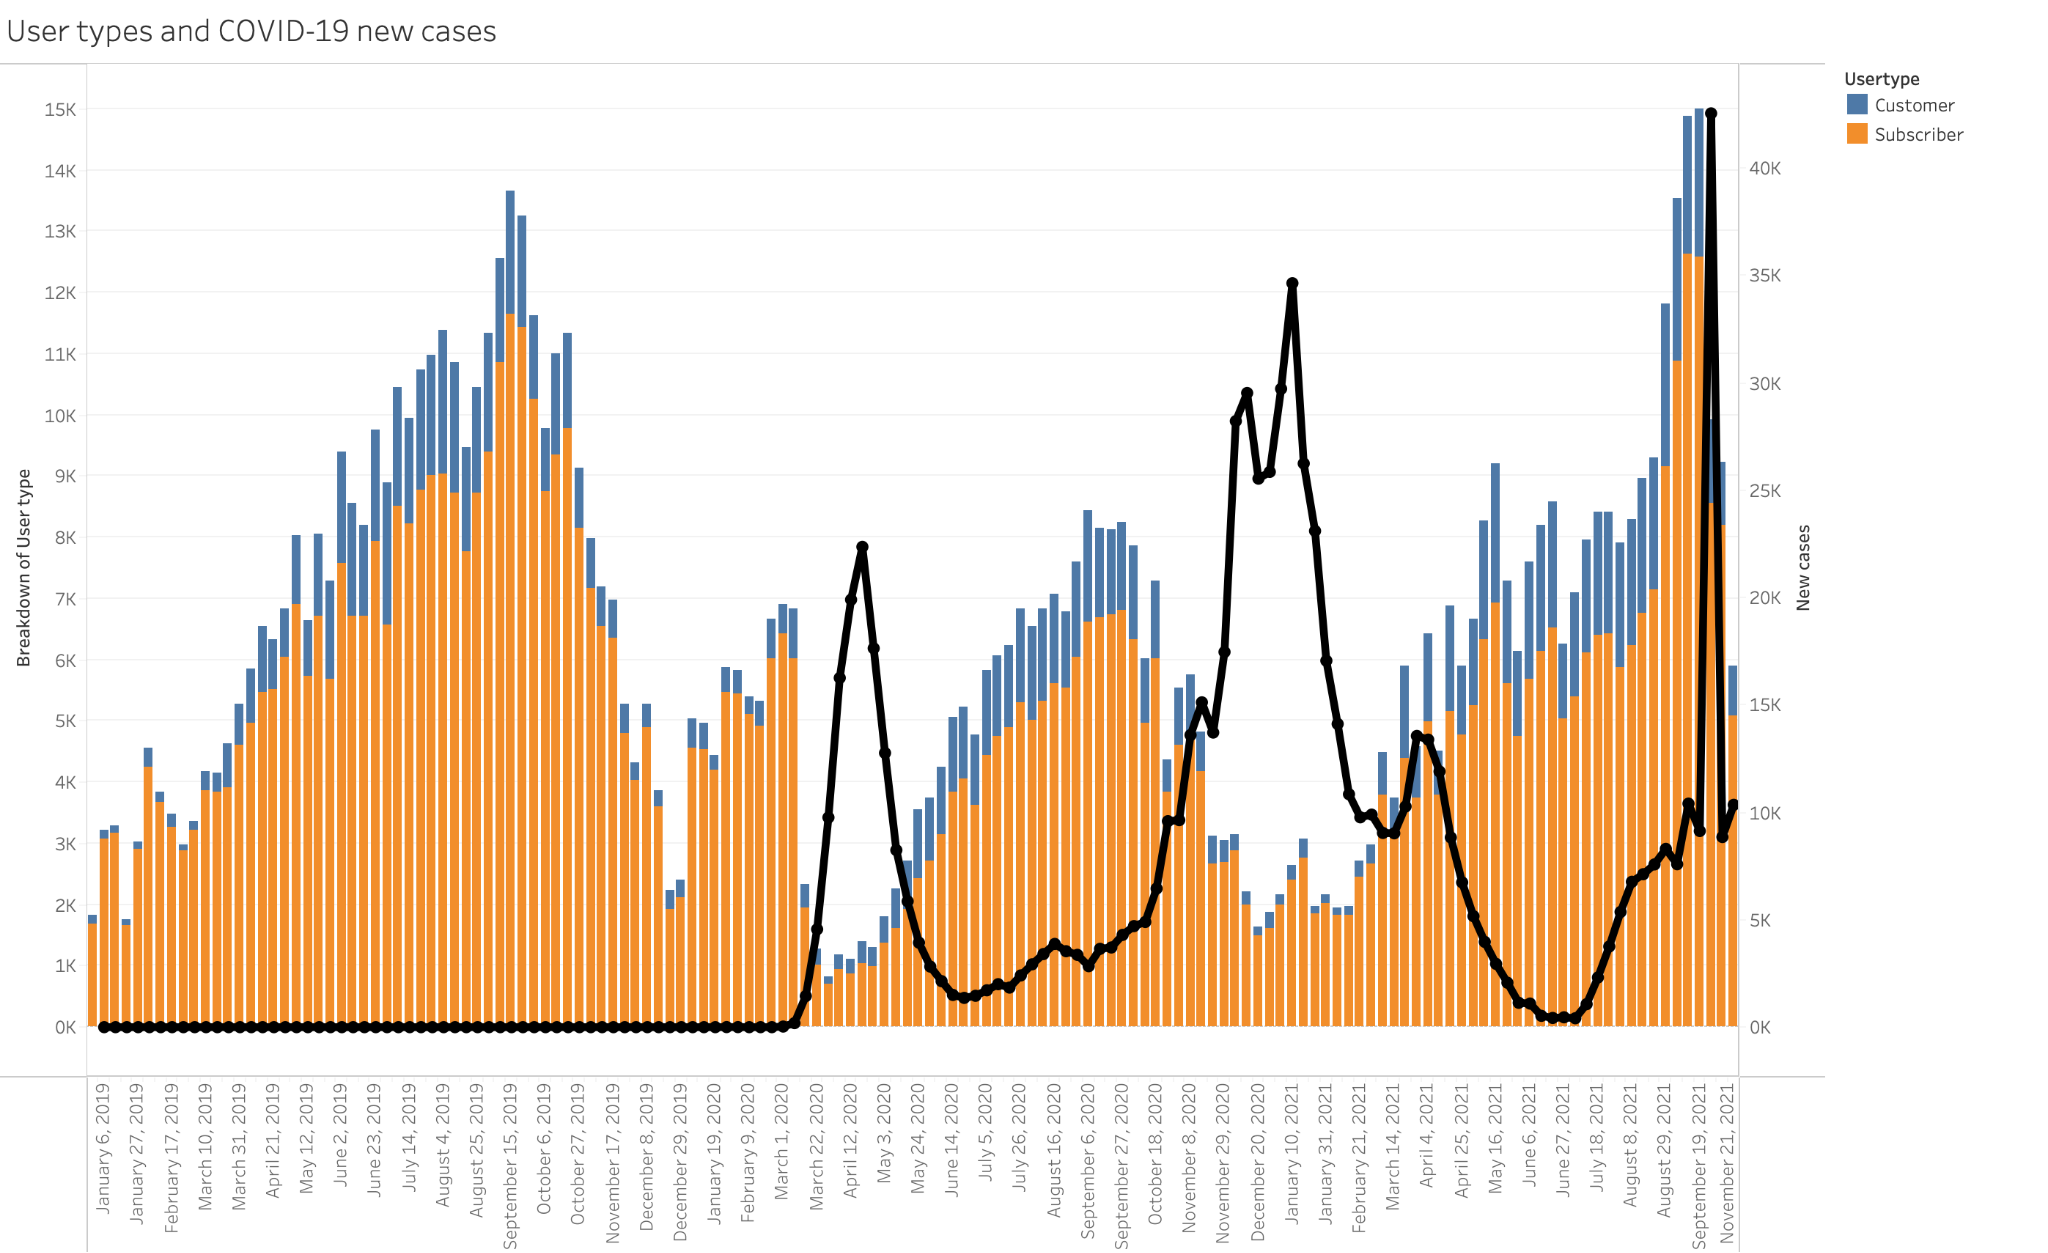 User types and COVID-19 new cases
Usertype
Customer
Subscriber
Breakdown of User type
15K
14K
13K
12K
11K
10K
9K
8K
7K
6K
5K
4K
3K
2K
1K
0K
New cases
40K
35K
30K
25K
20K
15K
10K
5K
0K
January 6, 2019
January 27, 2019
February 17, 2019
March 10, 2019
March 31, 2019
April 21, 2019
May 12, 2019
June 2, 2019
June 23, 2019
July 14, 2019
August 4, 2019
August 25, 2019
September 15, 2019
October 6, 2019
October 27, 2019
November 17, 2019
December 8, 2019
December 29, 2019
January 19, 2020
February 9, 2020
March 1, 2020
March 22, 2020
April 12, 2020
May 3, 2020
May 24, 2020
June 14, 2020
July 5, 2020
July 26, 2020
August 16, 2020
September 6, 2020
September 27, 2020
October 18, 2020
November 8, 2020
November 29, 2020
December 20, 2020
January 10, 2021
January 31, 2021
February 21, 2021
March 14, 2021
April 4, 2021
April 25, 2021
May 16, 2021
June 6, 2021
June 27, 2021
July 18, 2021
August 8, 2021
August 29, 2021
September 19, 2021
November 21, 2021